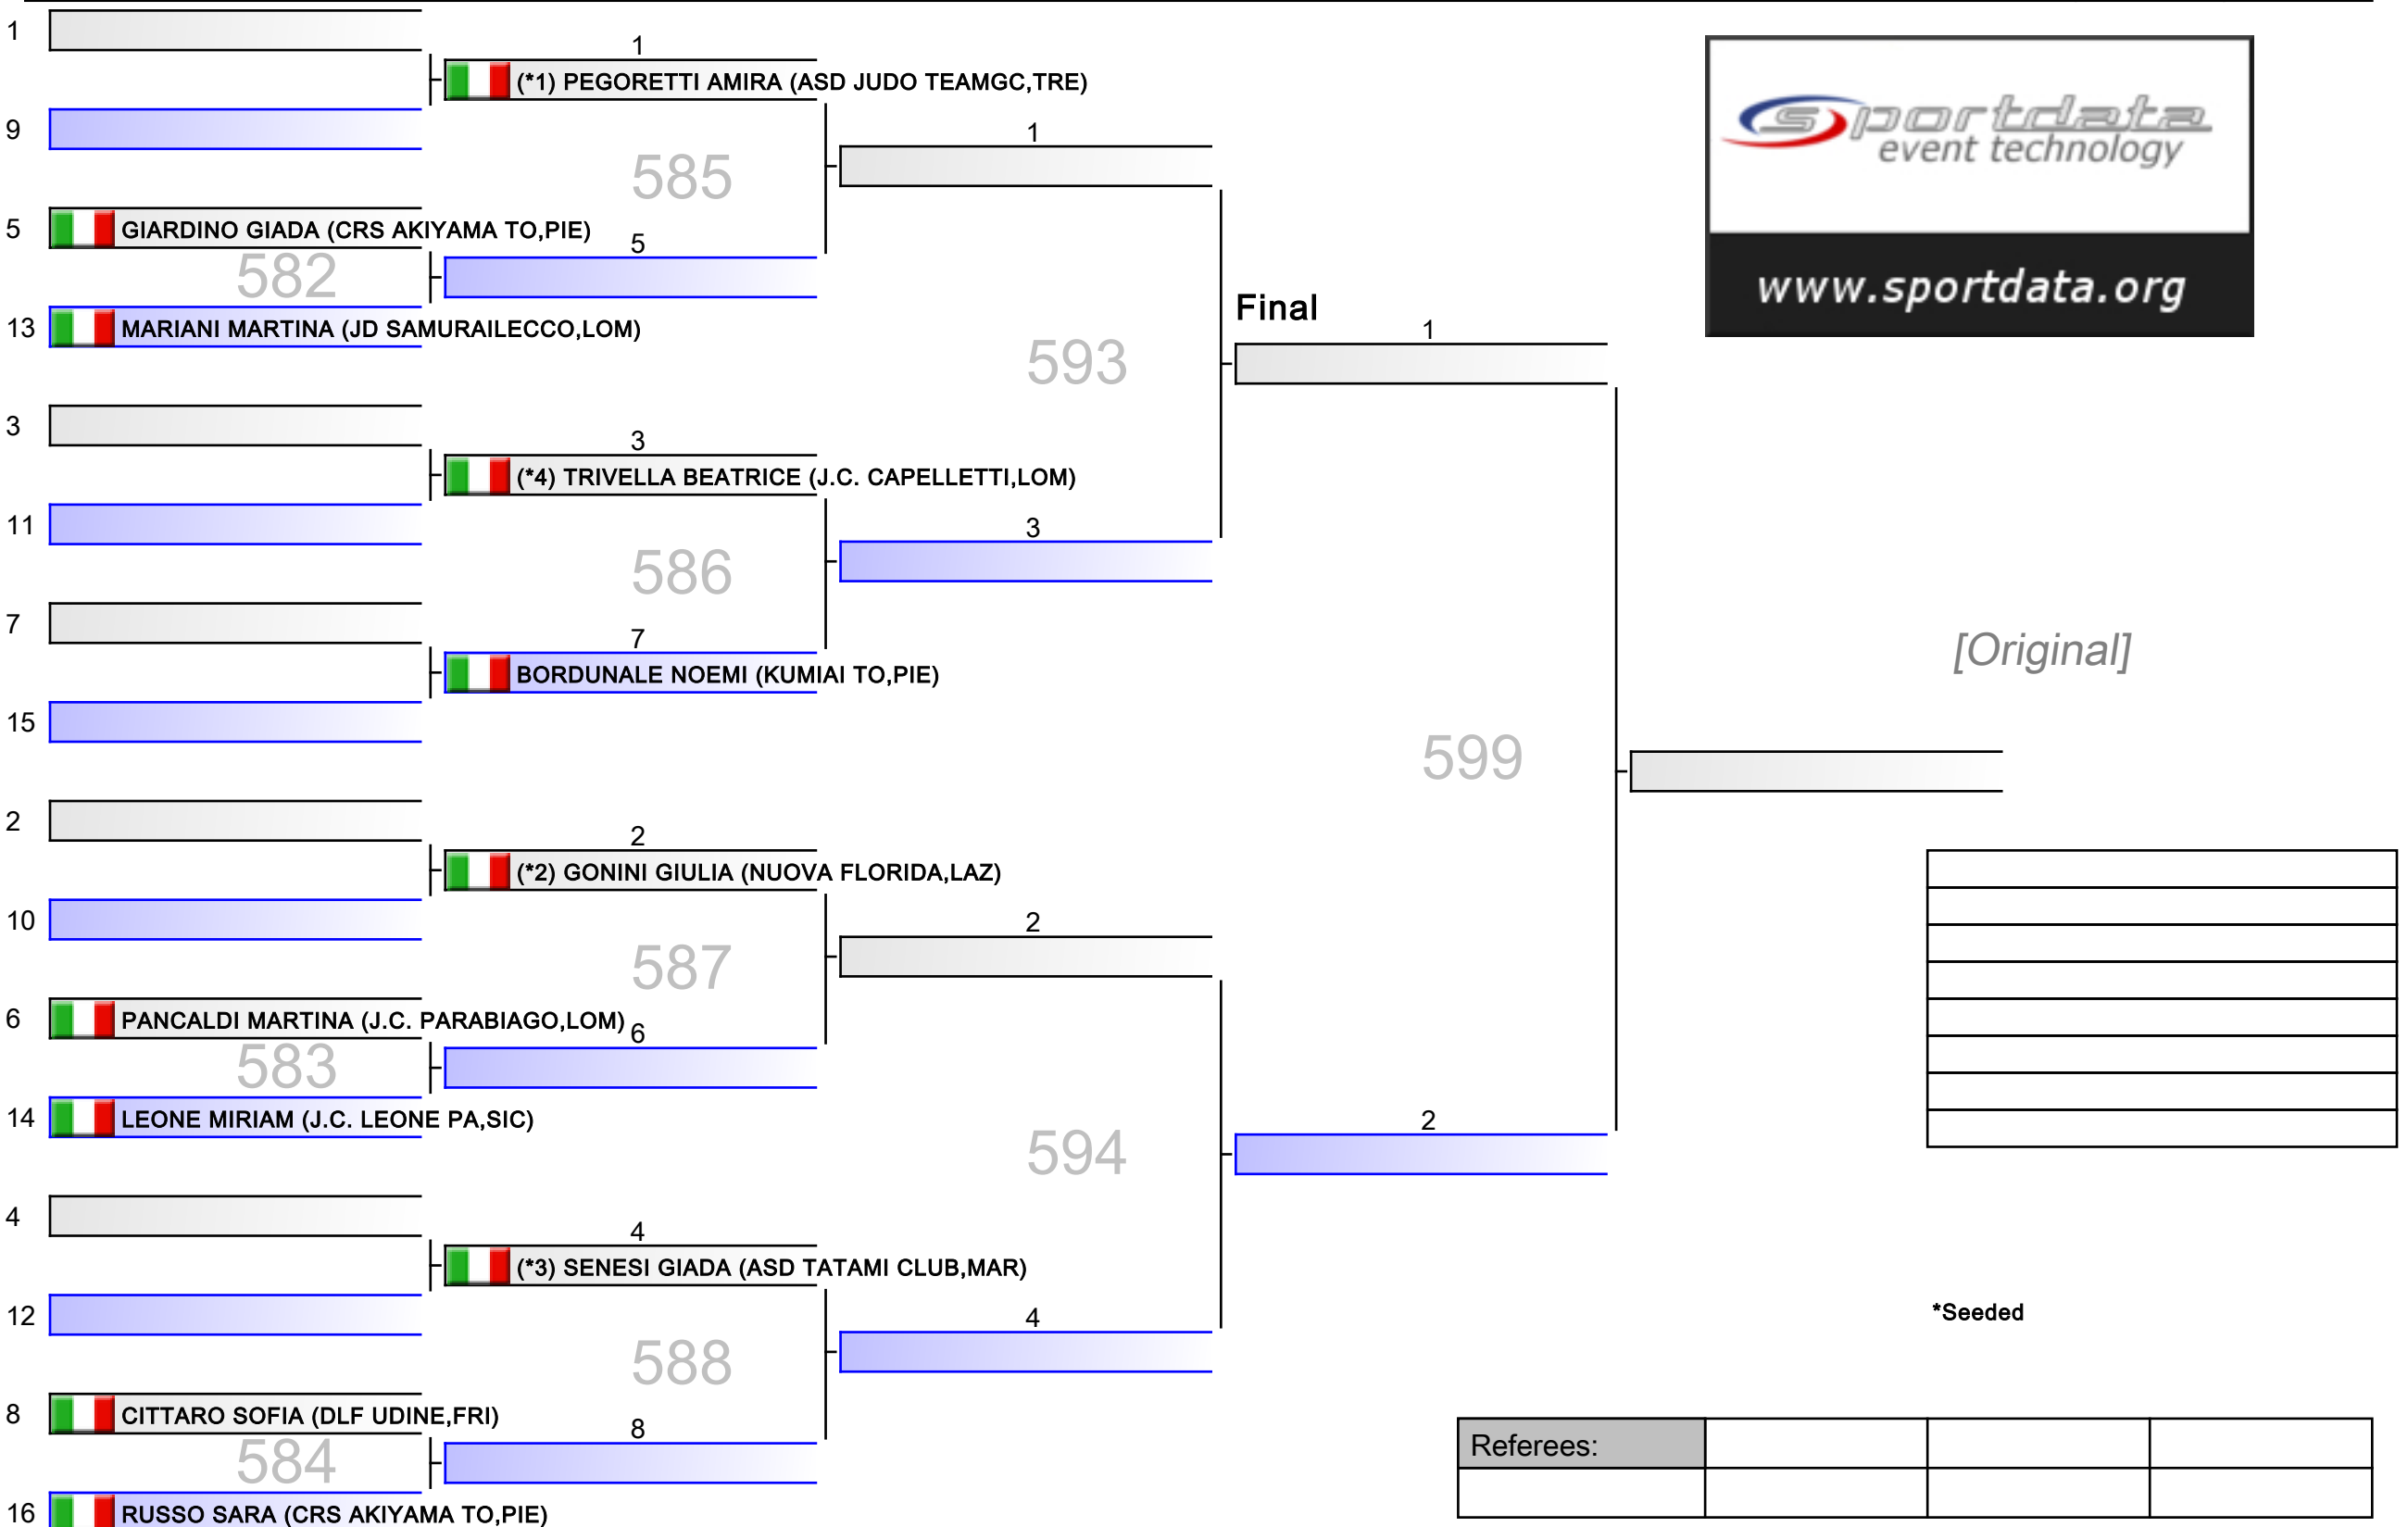 1
1
(*1) PEGORETTI AMIRA (ASD JUDO TEAMGC,TRE)
9
1
585
sportdata
event technology
www.sportdata.org
5
GIARDINO GIADA (CRS AKIYAMA TO,PIE)
5
582
13
MARIANI MARTINA (JD SAMURAILECCO,LOM)
Final
1
593
3
3
(*4) TRIVELLA BEATRICE (J.C. CAPELLETTI,LOM)
11
3
586
7
7
BORDUNALE NOEMI (KUMIAI TO,PIE)
[Original]
15
599
2
2
(*2) GONINI GIULIA (NUOVA FLORIDA,LAZ)
10
2
587
6
PANCALDI MARTINA (J.C. PARABIAGO,LOM)
6
583
14
LEONE MIRIAM (J.C. LEONE PA,SIC)
2
594
4
4
(*3) SENESI GIADA (ASD TATAMI CLUB,MAR)
12
4
*Seeded
588
8
CITTARO SOFIA (DLF UDINE,FRI)
8
584
Referees:
16
RUSSO SARA (CRS AKIYAMA TO,PIE)